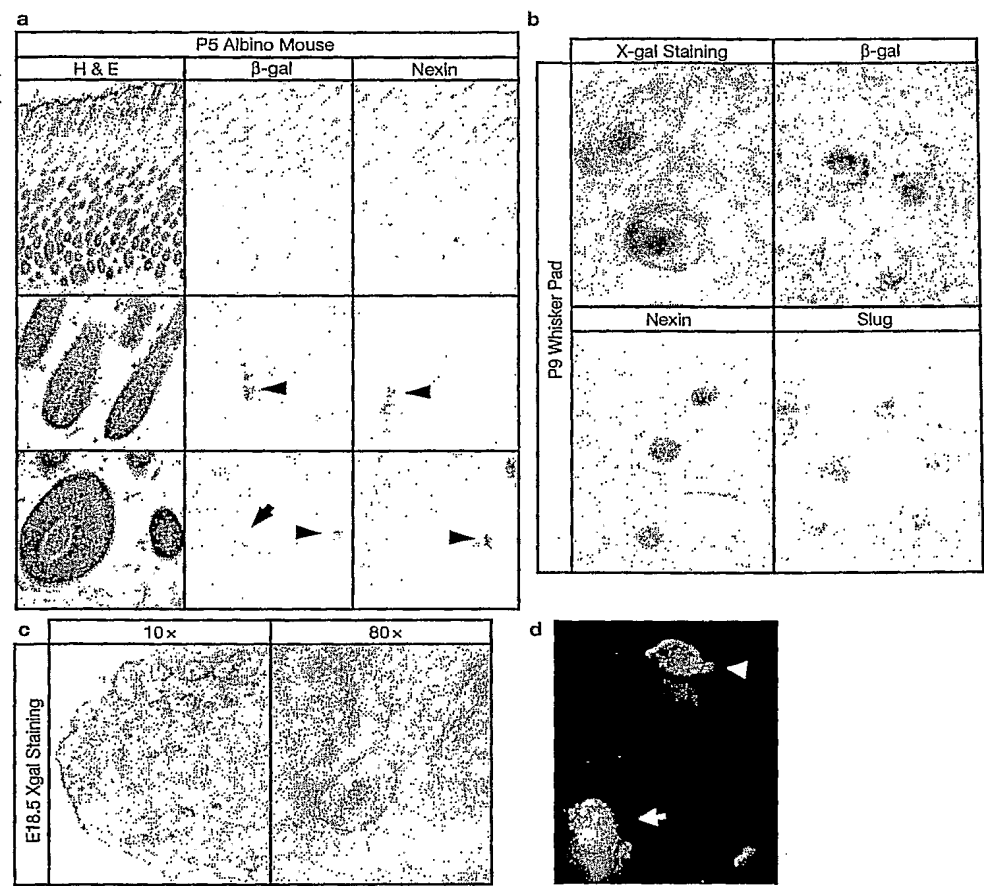 a
P5 Albino Mouse
H & E
β-gal
Nexin
b
X-gal Staining
β-gal
P9 Whisker Pad
Nexin
Slug
c
10×
80×
E18.5 Xgal Staining
d